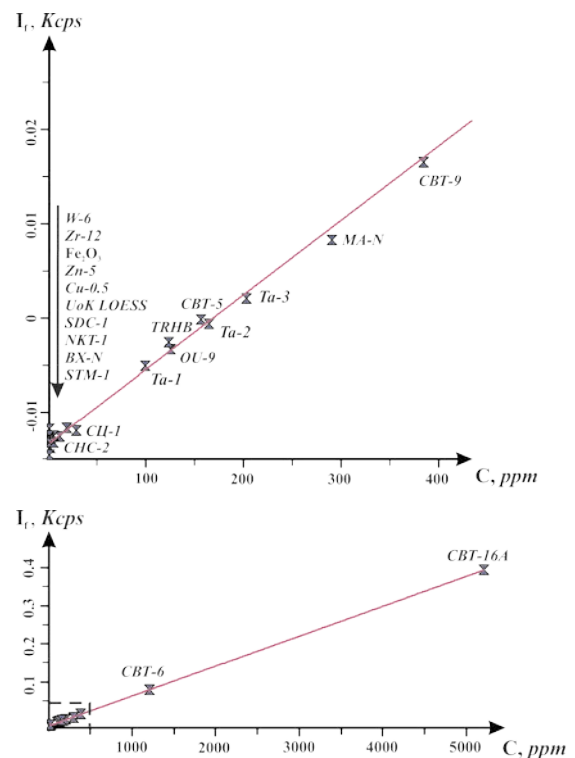 I_r, Kcps
0.02
CBT-9
0.01
W-6
Zr-12
Fe₂O₃
Zn-5
Cu-0.5
UoK LOESS
SDC-1
NKT-1
BX-N
STM-1
MA-N
CBT-5
Ta-3
0
TRHB
Ta-2
OU-9
Ta-1
-0.01
СЦ-1
СНС-2
100
200
300
400
C, ppm
I_r, Kcps
CBT-16A
0.4
0.3
0.2
CBT-6
0.1
1000
2000
3000
4000
5000
C, ppm